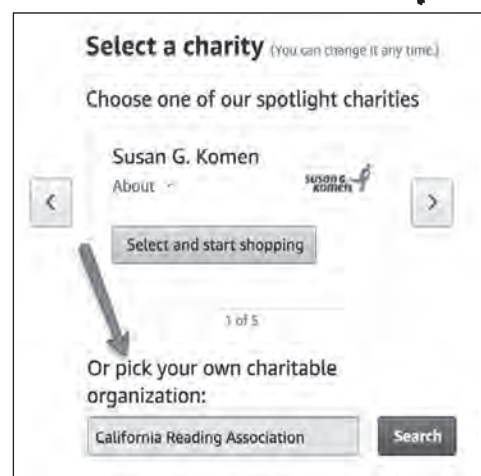 Select a charity (You can change it any time.)
Choose one of our spotlight charities
Susan G. Komen
About
susan g.
komen
<
>
Select and start shopping
1 of 5
Or pick your own charitable
organization:
California Reading Association
Search